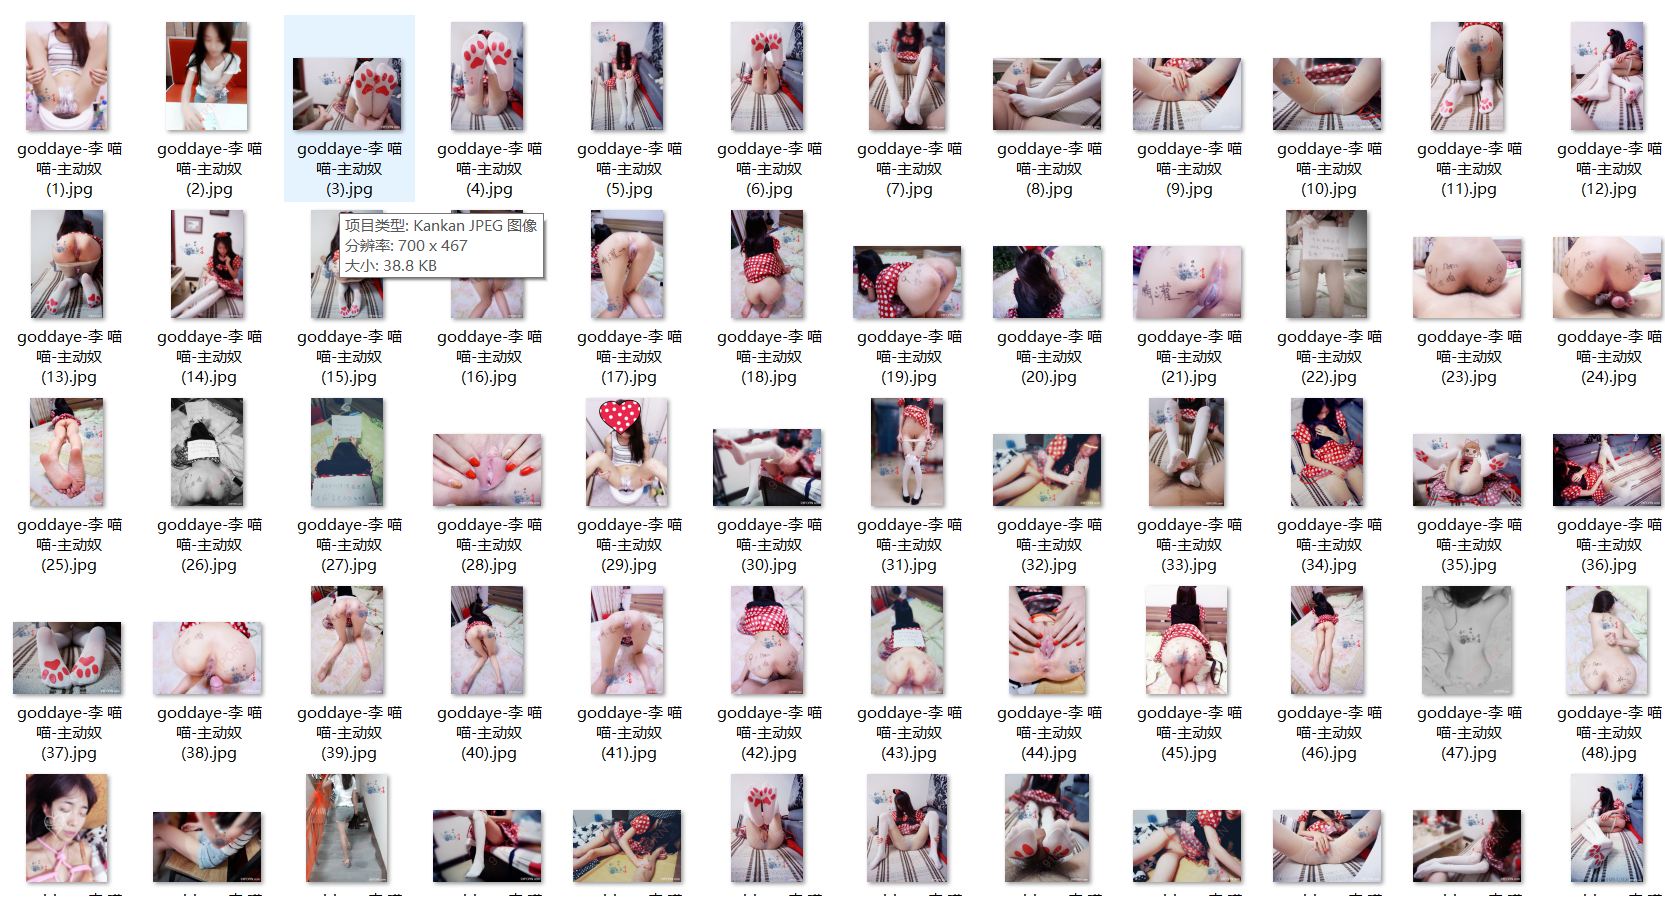 goddaye-李 喵 goddaye-李 喵 goddaye-李 喵 goddaye-李 喵 goddaye-李 喵 goddaye-李 喵 goddaye-李 喵 goddaye-李 喵 goddaye-李 喵 goddaye-李 喵 goddaye-李 喵 goddaye-李 喵
喵-主动奴 喵-主动奴 喵-主动奴 喵-主动奴 喵-主动奴 喵-主动奴 喵-主动奴 喵-主动奴 喵-主动奴 喵-主动奴 喵-主动奴 喵-主动奴
(1).jpg (2).jpg (3).jpg (4).jpg (5).jpg (6).jpg (7).jpg (8).jpg (9).jpg (10).jpg (11).jpg (12).jpg
项目类型: Kankan JPEG 图像
分辨率: 700 x 467
大小: 38.8 KB
goddaye-李 喵 goddaye-李 喵 goddaye-李 喵 goddaye-李 喵 goddaye-李 喵 goddaye-李 喵 goddaye-李 喵 goddaye-李 喵 goddaye-李 喵 goddaye-李 喵 goddaye-李 喵 goddaye-李 喵
喵-主动奴 喵-主动奴 喵-主动奴 喵-主动奴 喵-主动奴 喵-主动奴 喵-主动奴 喵-主动奴 喵-主动奴 喵-主动奴 喵-主动奴 喵-主动奴
(13).jpg (14).jpg (15).jpg (16).jpg (17).jpg (18).jpg (19).jpg (20).jpg (21).jpg (22).jpg (23).jpg (24).jpg
goddaye-李 喵 goddaye-李 喵 goddaye-李 喵 goddaye-李 喵 goddaye-李 喵 goddaye-李 喵 goddaye-李 喵 goddaye-李 喵 goddaye-李 喵 goddaye-李 喵 goddaye-李 喵 goddaye-李 喵
喵-主动奴 喵-主动奴 喵-主动奴 喵-主动奴 喵-主动奴 喵-主动奴 喵-主动奴 喵-主动奴 喵-主动奴 喵-主动奴 喵-主动奴 喵-主动奴
(25).jpg (26).jpg (27).jpg (28).jpg (29).jpg (30).jpg (31).jpg (32).jpg (33).jpg (34).jpg (35).jpg (36).jpg
goddaye-李 喵 goddaye-李 喵 goddaye-李 喵 goddaye-李 喵 goddaye-李 喵 goddaye-李 喵 goddaye-李 喵 goddaye-李 喵 goddaye-李 喵 goddaye-李 喵 goddaye-李 喵 goddaye-李 喵
喵-主动奴 喵-主动奴 喵-主动奴 喵-主动奴 喵-主动奴 喵-主动奴 喵-主动奴 喵-主动奴 喵-主动奴 喵-主动奴 喵-主动奴 喵-主动奴
(37).jpg (38).jpg (39).jpg (40).jpg (41).jpg (42).jpg (43).jpg (44).jpg (45).jpg (46).jpg (47).jpg (48).jpg